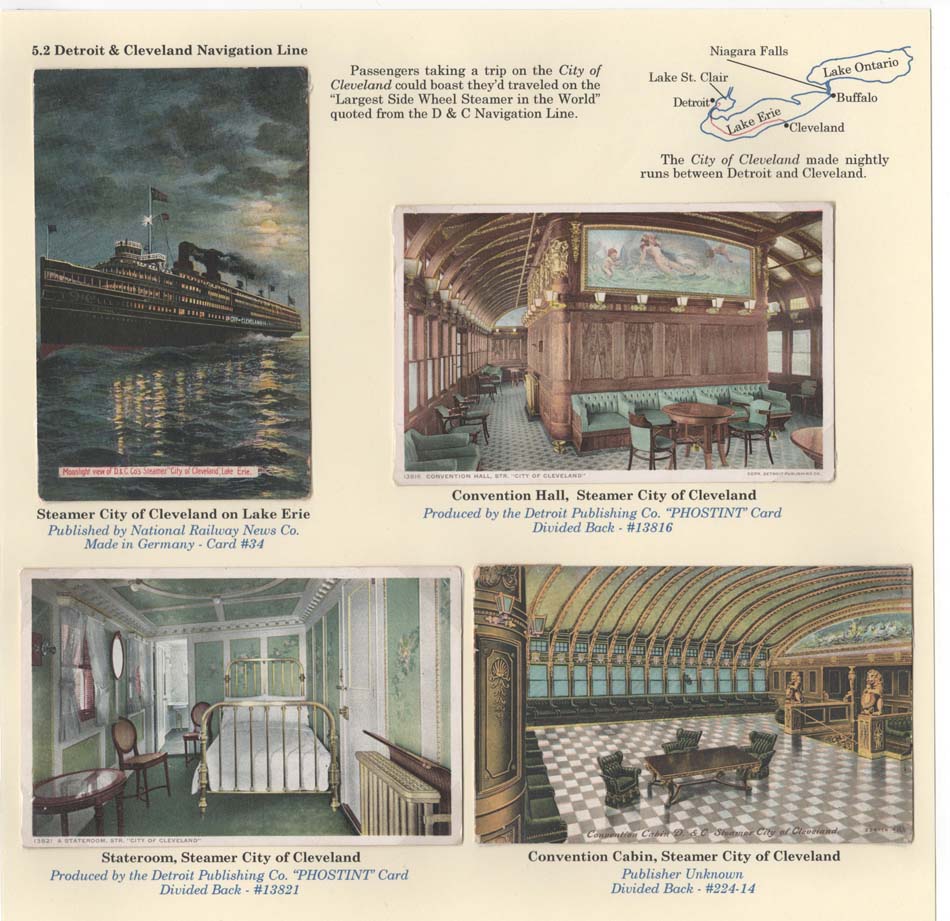 5.2 Detroit & Cleveland Navigation Line
Passengers taking a trip on the City of
Cleveland could boast they'd traveled on the
"Largest Side Wheel Steamer in the World"
quoted from the D & C Navigation Line.
Niagara Falls
Lake Ontario
Lake St. Clair
Detroit
Buffalo
Lake Erie
Cleveland
The City of Cleveland made nightly
runs between Detroit and Cleveland.
CITY OF CLEVELAND
Moonlight view of D.& C. Co's Steamer "City of Cleveland, Lake Erie.
Steamer City of Cleveland on Lake Erie
Published by National Railway News Co.
Made in Germany - Card #34
13816 CONVENTION HALL, STR. "CITY OF CLEVELAND"
COPR. DETROIT PUBLISHING CO.
Convention Hall, Steamer City of Cleveland
Produced by the Detroit Publishing Co. "PHOSTINT" Card
Divided Back - #13816
13821 A STATEROOM, STR. "CITY OF CLEVELAND"
Stateroom, Steamer City of Cleveland
Produced by the Detroit Publishing Co. "PHOSTINT" Card
Divided Back - #13821
Convention Cabin D. & C. Steamer City of Cleveland.
Convention Cabin, Steamer City of Cleveland
Publisher Unknown
Divided Back - #224-14